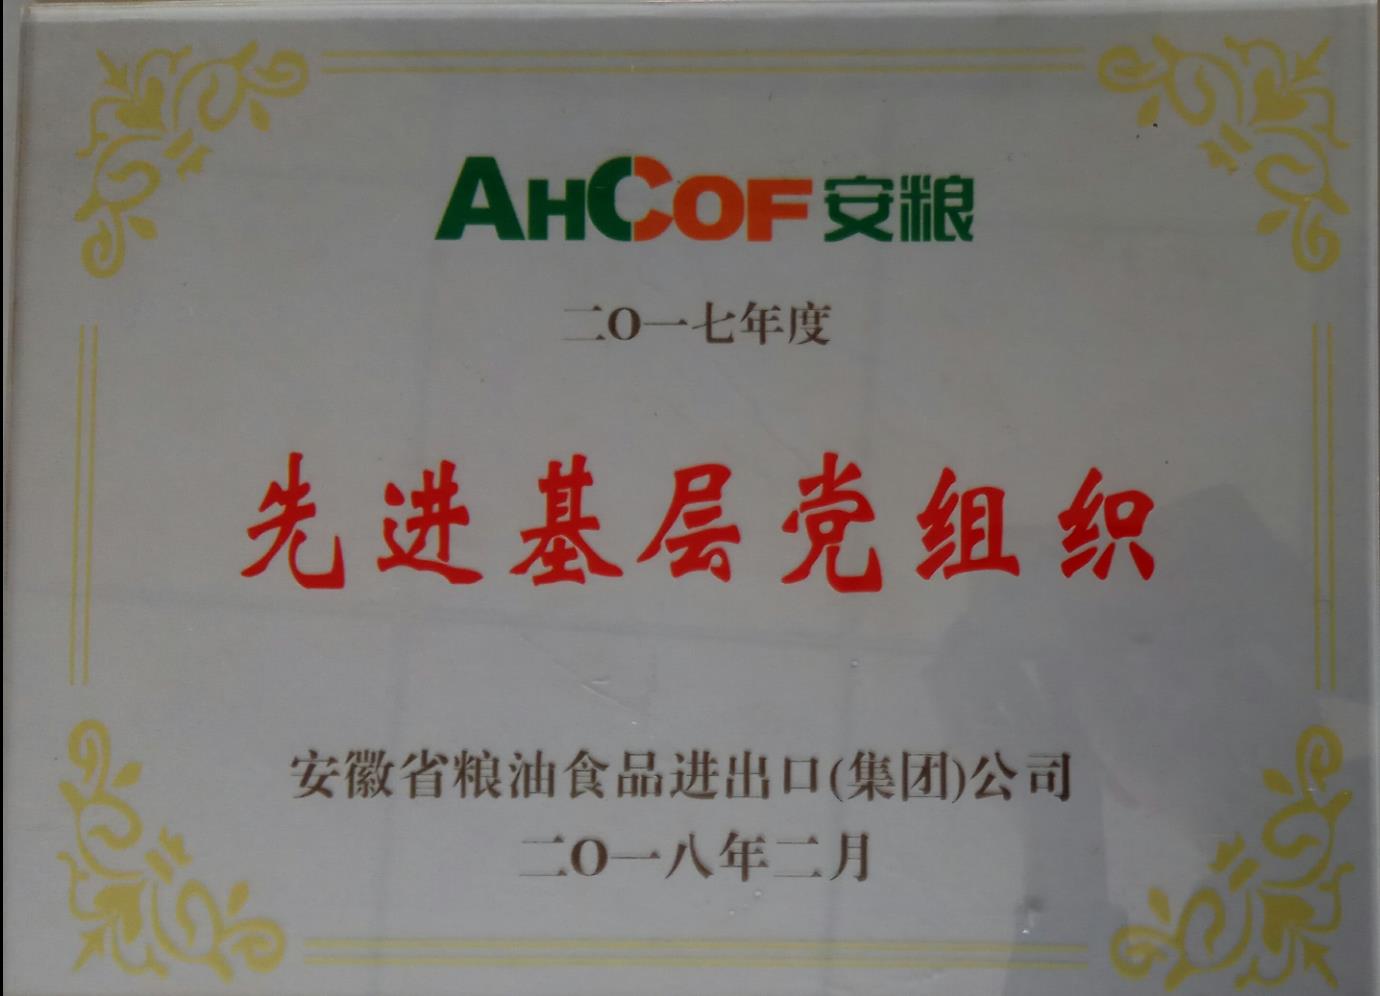 AHCCOF安粮
二O一七年度
先进基层党组织
安徽省粮油食品进出口(集团)公司
二O一八年二月